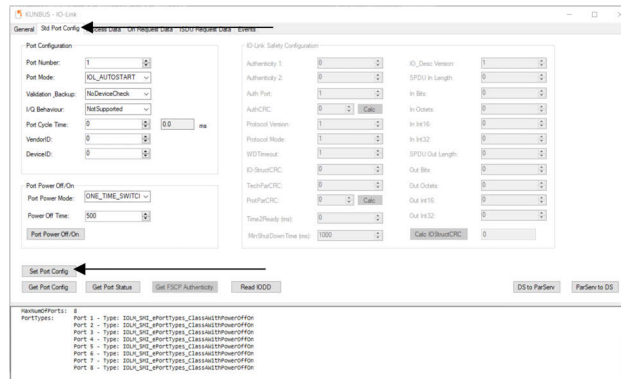 KUNBUS - IO-Link
General Std Port Config Process Data On Request Data ISDU Request Data Events
Port Configuration
Port Number: 1
Port Mode: IOL_AUTOSTART
Validation _Backup: NoDeviceCheck
I/Q Behaviour: NotSupported
Port Cycle Time: 0 0.0 ms
VendorID: 0
DeviceID: 0
Port Power Off/On
Port Power Mode: ONE_TIME_SWITCI
Power Off Time: 500
Port Power Off/On
IO-Link Safety Configuration
Authenticity 1: 0
Authenticity 2: 0
Auth Port: 1
AuthCRC: 0 Calc
Protocol Version: 1
Protocol Mode: 1
WDTimeout: 1
IO-StructCRC: 0
TechParCRC: 0
ProtParCRC: 0 Calc
Time2Ready (ms): 0
MinShutDownTime (ms): 1000
IO_Desc Version: 1
SPDU In Length: 0
In Bits: 0
In Octets: 0
In Int16: 0
In Int32: 0
SPDU Out Length: 0
Out Bits: 0
Out Octets: 0
Out Int16: 0
Out Int32: 0
Calc IOStructCRC 0
Set Port Config
Get Port Config Get Port Status Get FSCP Authenticity Read IODD DS to ParServ ParServ to DS
MaxNumOfPorts: 8
PortTypes: Port 1 - Type: IOLM_SMI_ePortTypes_ClassAWithPowerOffOn
Port 2 - Type: IOLM_SMI_ePortTypes_ClassAWithPowerOffOn
Port 3 - Type: IOLM_SMI_ePortTypes_ClassAWithPowerOffOn
Port 4 - Type: IOLM_SMI_ePortTypes_ClassAWithPowerOffOn
Port 5 - Type: IOLM_SMI_ePortTypes_ClassAWithPowerOffOn
Port 6 - Type: IOLM_SMI_ePortTypes_ClassAWithPowerOffOn
Port 7 - Type: IOLM_SMI_ePortTypes_ClassAWithPowerOffOn
Port 8 - Type: IOLM_SMI_ePortTypes_ClassAWithPowerOffOn